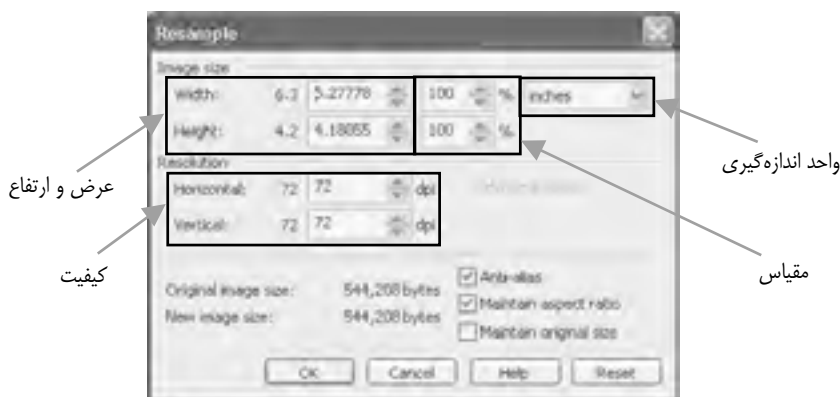 Resample
Image size
Width: 6.3 5.27778 100 % inches
Height: 4.2 4.18055 100 %
Resolution
Horizontal: 72 72 dpi
Vertical: 72 72 dpi
Original image size: 544,208 bytes
New image size: 544,208 bytes
Anti-alias
Maintain aspect ratio
Maintain original size
OK Cancel Help Reset
واحد اندازه‌گیری
عرض و ارتفاع
مقیاس
کیفیت